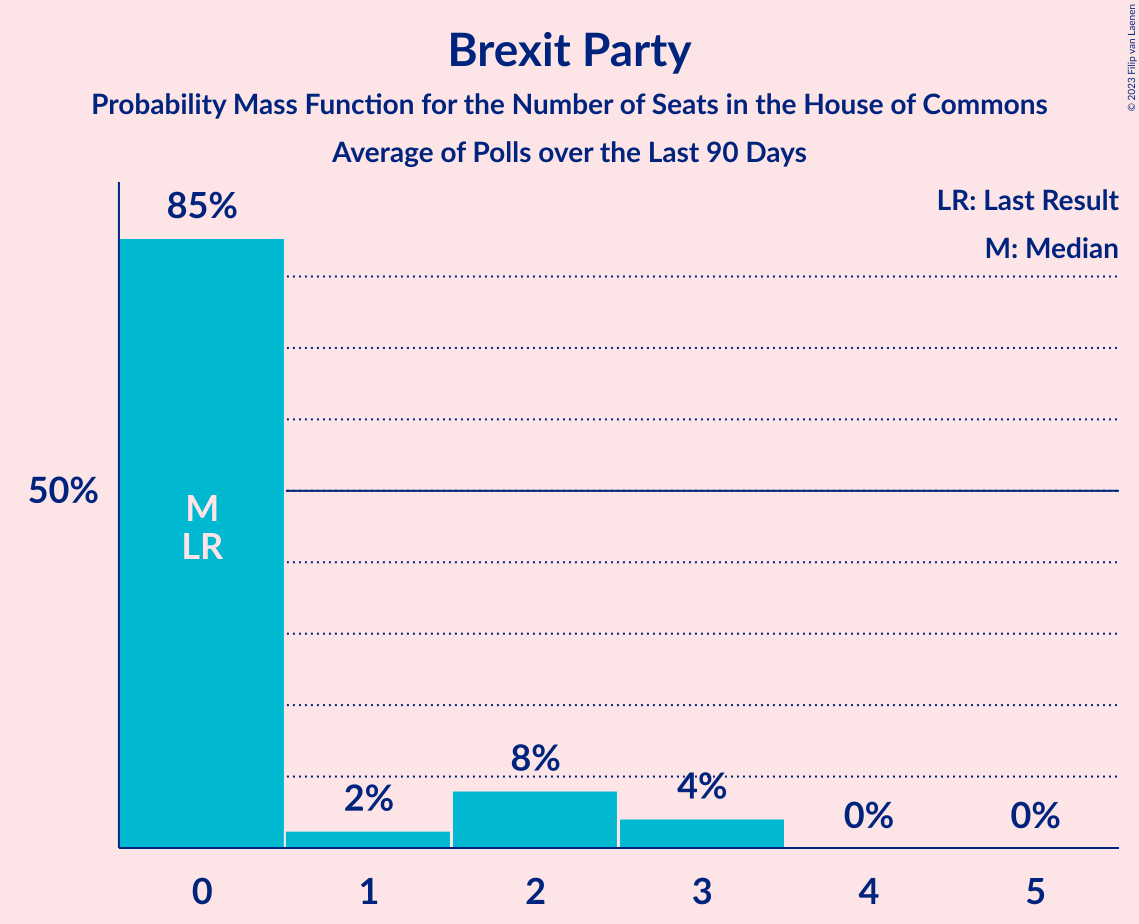 Brexit Party
Probability Mass Function for the Number of Seats in the House of Commons
Average of Polls over the Last 90 Days
© 2023 Filip van Laenen
LR: Last Result
M: Median
85%
50%
M
LR
2%
8%
4%
0%
0%
0
1
2
3
4
5